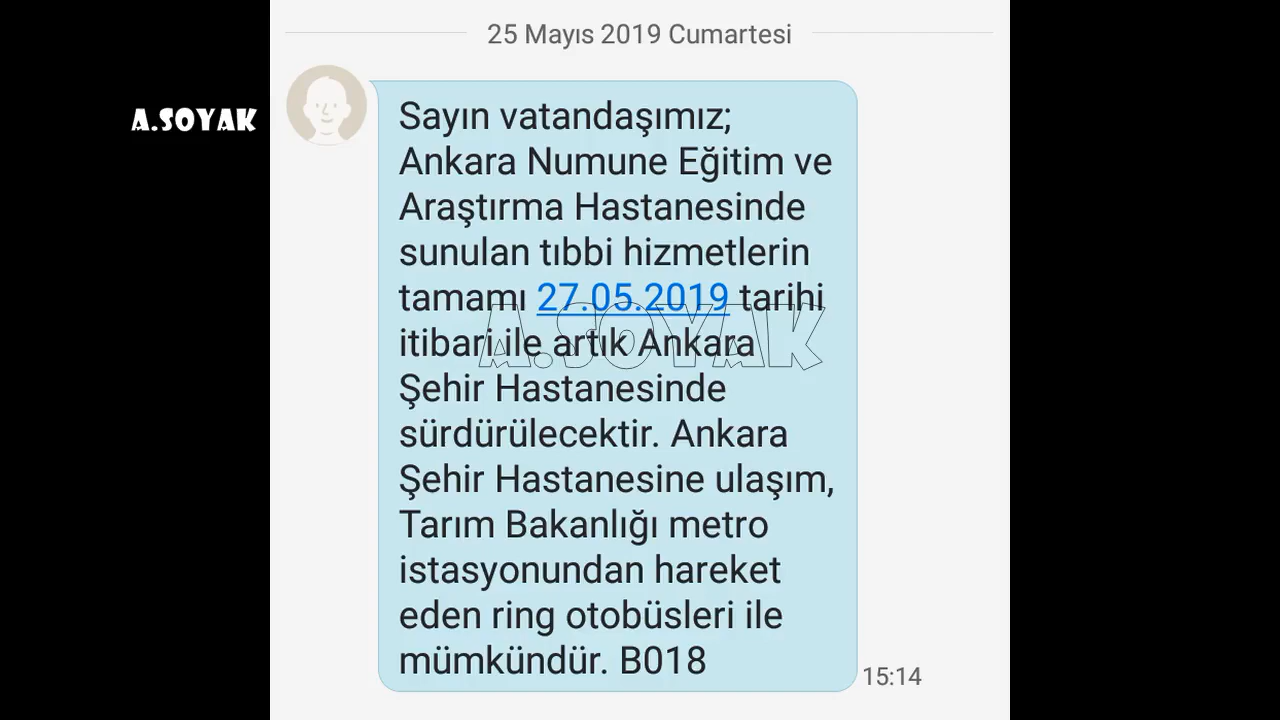 25 Mayıs 2019 Cumartesi
A.SOYAK
Sayın vatandaşımız;
Ankara Numune Eğitim ve
Araştırma Hastanesinde
sunulan tıbbi hizmetlerin
tamamı 27.05.2019 tarihi
itibari ile artık Ankara
A.SOYAK
Şehir Hastanesinde
sürdürülecektir. Ankara
Şehir Hastanesine ulaşım,
Tarım Bakanlığı metro
istasyonundan hareket
eden ring otobüsleri ile
mümkündür. B018
15:14